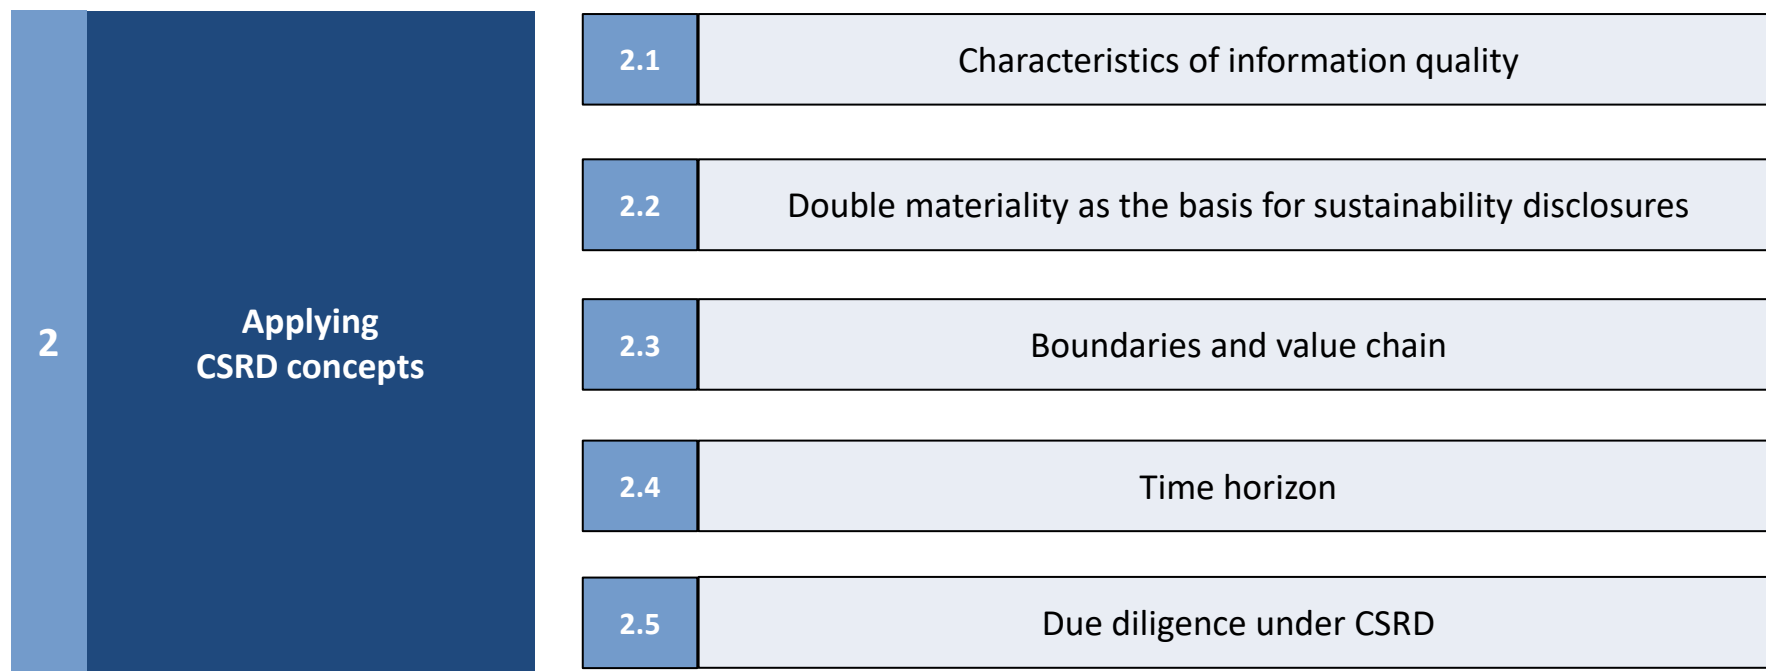 2
Applying
CSRD concepts
2.1
Characteristics of information quality
2.2
Double materiality as the basis for sustainability disclosures
2.3
Boundaries and value chain
2.4
Time horizon
2.5
Due diligence under CSRD